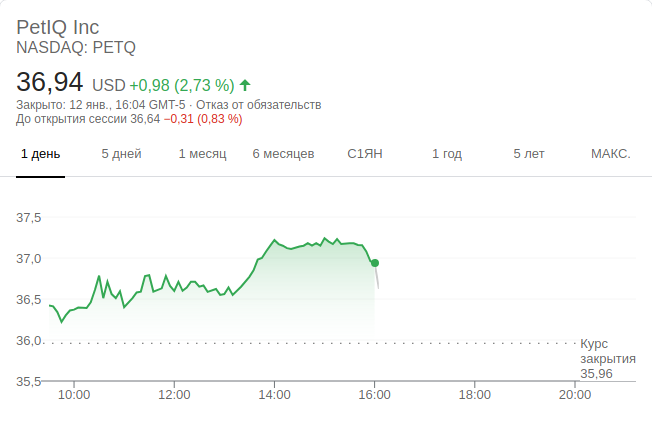 PetIQ Inc
NASDAQ: PETQ
36,94 USD +0,98 (2,73 %)
Закрыто: 12 янв., 16:04 GMT-5 · Отказ от обязательств
До открытия сессии 36,64 −0,31 (0,83 %)
1 день 5 дней 1 месяц 6 месяцев С1ЯН 1 год 5 лет МАКС.
37,5
37,0
36,5
36,0
Курс
закрытия
35,96
35,5
10:00 12:00 14:00 16:00 18:00 20:00